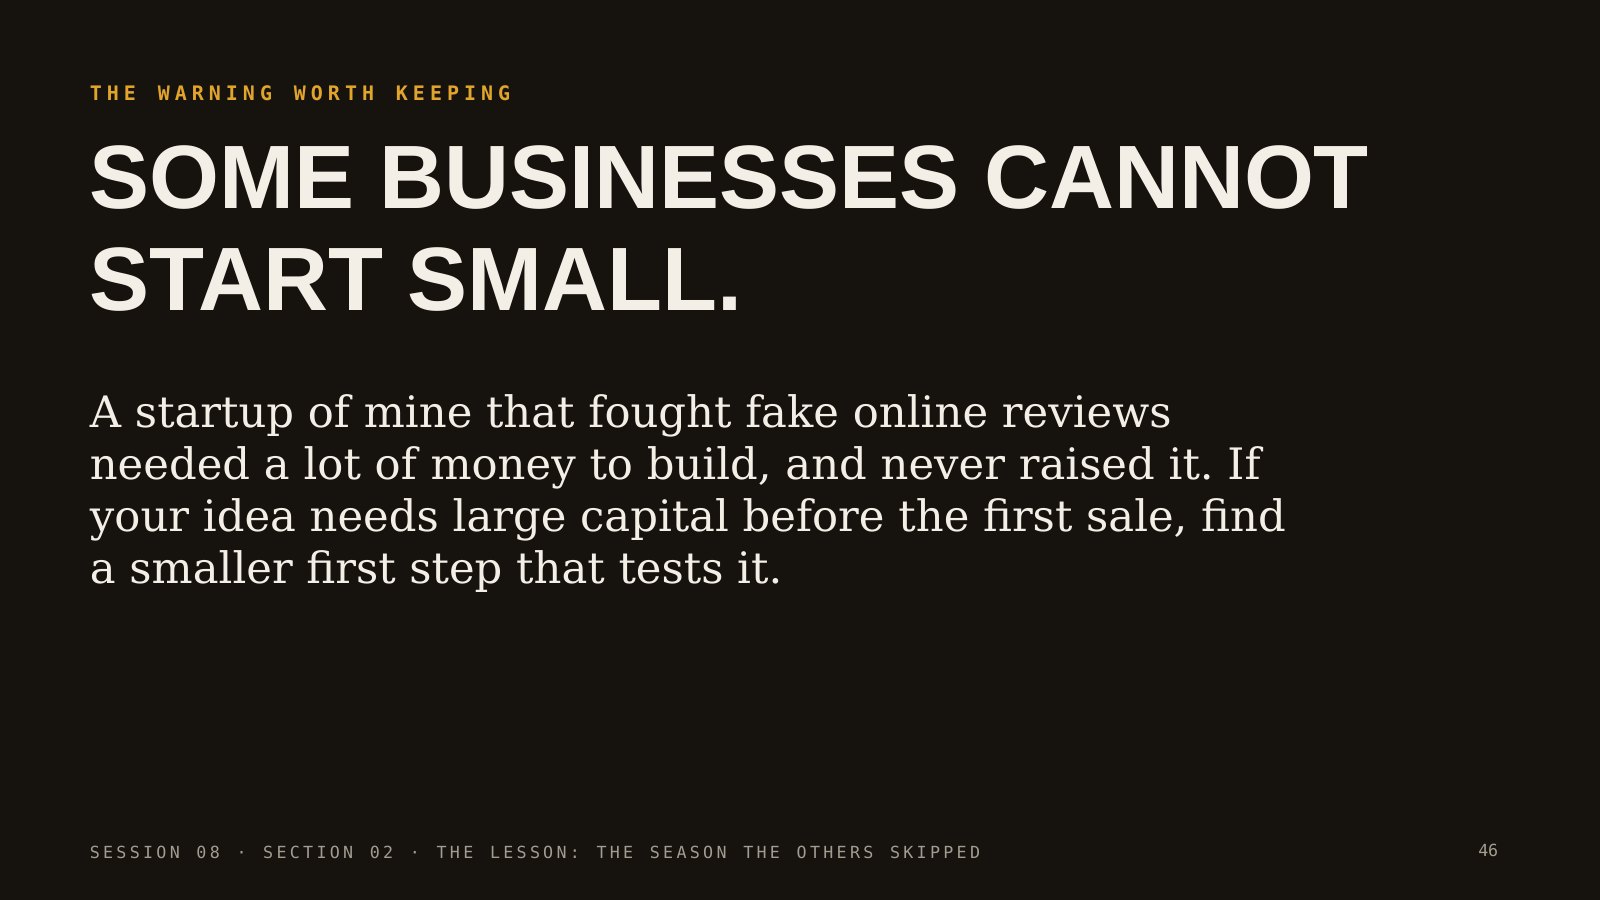 THE WARNING WORTH KEEPING
SOME BUSINESSES CANNOT
START SMALL.
A startup of mine that fought fake online reviews
needed a lot of money to build, and never raised it. If
your idea needs large capital before the first sale, find
a smaller first step that tests it.
SESSION 08 · SECTION 02 · THE LESSON: THE SEASON THE OTHERS SKIPPED
46